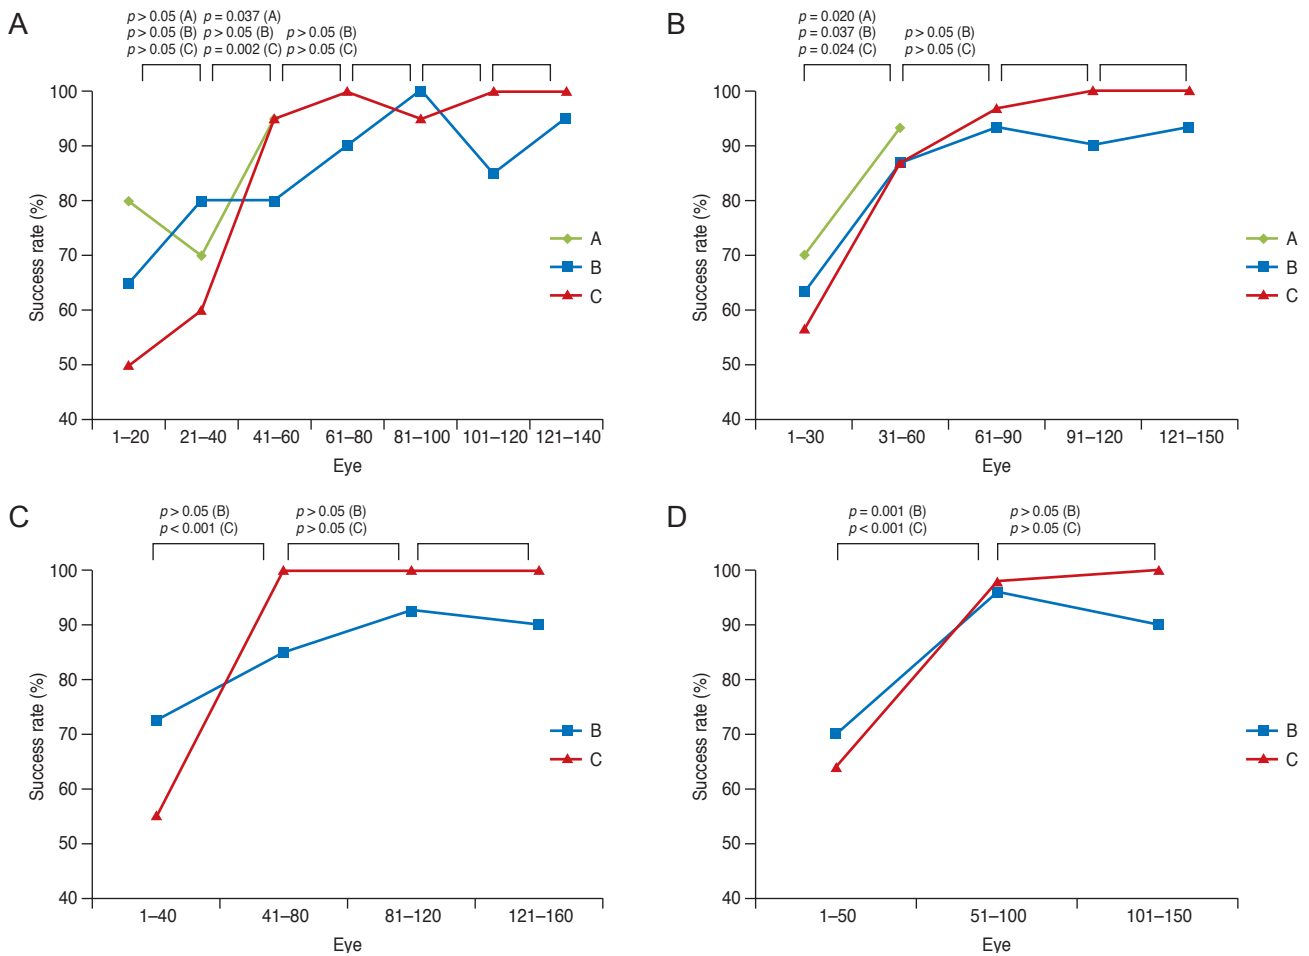 A
p > 0.05 (A) p = 0.037 (A)
p > 0.05 (B) p > 0.05 (B) p > 0.05 (B)
p > 0.05 (C) p = 0.002 (C) p > 0.05 (C)
100
90
80
70
60
50
40
Success rate (%)
A
B
C
1–20 21–40 41–60 61–80 81–100 101–120 121–140
Eye
B
p = 0.020 (A)
p = 0.037 (B) p > 0.05 (B)
p = 0.024 (C) p > 0.05 (C)
100
90
80
70
60
50
40
Success rate (%)
A
B
C
1–30 31–60 61–90 91–120 121–150
Eye
C
p > 0.05 (B) p > 0.05 (B)
p < 0.001 (C) p > 0.05 (C)
100
90
80
70
60
50
40
Success rate (%)
B
C
1–40 41–80 81–120 121–160
Eye
D
p = 0.001 (B) p > 0.05 (B)
p < 0.001 (C) p > 0.05 (C)
100
90
80
70
60
50
40
Success rate (%)
B
C
1–50 51–100 101–150
Eye